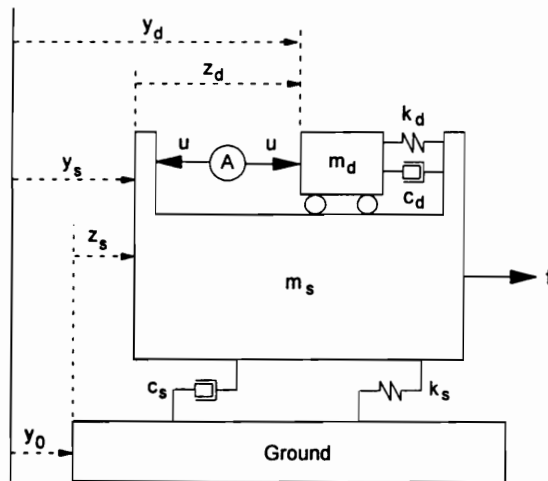 y_d
z_d
k_d
u A u
m_d
y_s
c_d
z_s
m_s
c_s
k_s
y_0
Ground